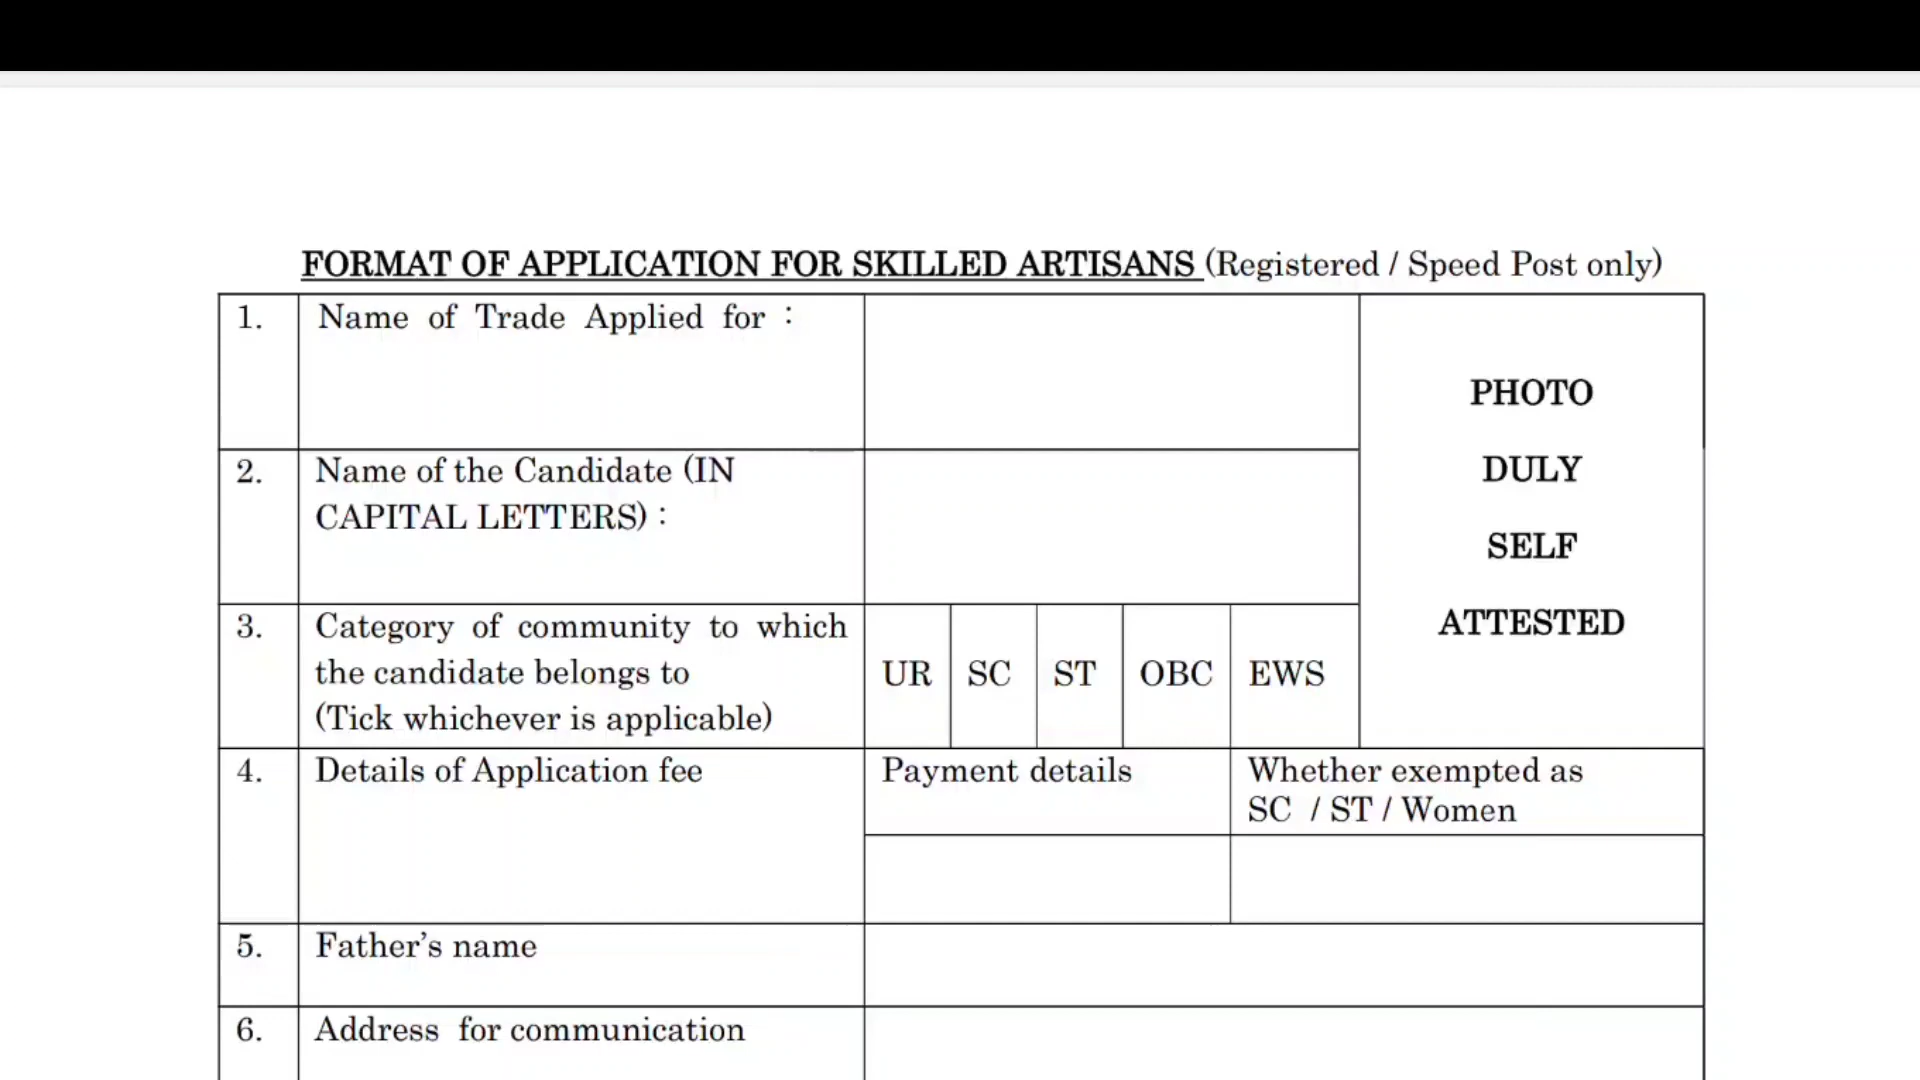 FORMAT OF APPLICATION FOR SKILLED ARTISANS (Registered / Speed Post only)
1. Name of Trade Applied for :
PHOTO
DULY
SELF
ATTESTED
2. Name of the Candidate (IN
CAPITAL LETTERS) :
3. Category of community to which
the candidate belongs to
(Tick whichever is applicable)
UR SC ST OBC EWS
4. Details of Application fee
Payment details
Whether exempted as
SC / ST / Women
5. Father’s name
6. Address for communication